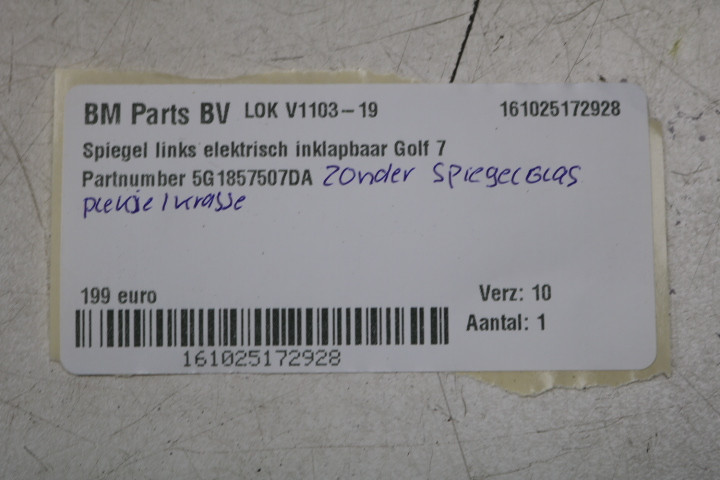 BM Parts BV LOK V1103-19 161025172928
Spiegel links elektrisch inklapbaar Golf 7
Partnumber 5G1857507DA zonder spiegelglas
plekje / krasje
199 euro Verz: 10
Aantal: 1
161025172928